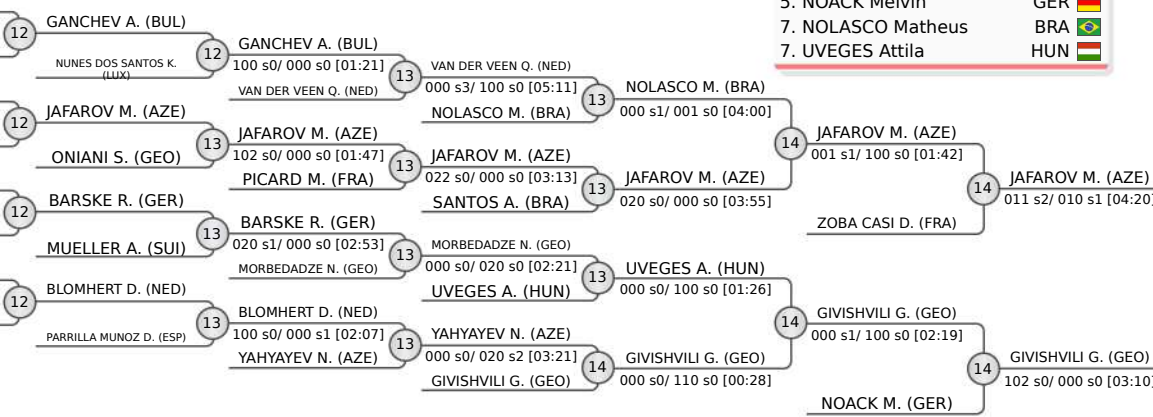 5. NOACK Melvin GER
7. NOLASCO Matheus BRA
7. UVEGES Attila HUN
12 GANCHEV A. (BUL)
NUNES DOS SANTOS K. (LUX)
12 GANCHEV A. (BUL)
100 s0/ 000 s0 [01:21]
VAN DER VEEN Q. (NED)
13 VAN DER VEEN Q. (NED)
000 s3/ 100 s0 [05:11]
NOLASCO M. (BRA)
13 NOLASCO M. (BRA)
000 s1/ 001 s0 [04:00]
12 JAFAROV M. (AZE)
ONIANI S. (GEO)
13 JAFAROV M. (AZE)
102 s0/ 000 s0 [01:47]
PICARD M. (FRA)
13 JAFAROV M. (AZE)
022 s0/ 000 s0 [03:13]
SANTOS A. (BRA)
13 JAFAROV M. (AZE)
020 s0/ 000 s0 [03:55]
14 JAFAROV M. (AZE)
001 s1/ 100 s0 [01:42]
ZOBA CASI D. (FRA)
14 JAFAROV M. (AZE)
011 s2/ 010 s1 [04:20]
12 BARSKE R. (GER)
MUELLER A. (SUI)
13 BARSKE R. (GER)
020 s1/ 000 s0 [02:53]
MORBEDADZE N. (GEO)
13 MORBEDADZE N. (GEO)
000 s0/ 020 s0 [02:21]
UVEGES A. (HUN)
13 UVEGES A. (HUN)
000 s0/ 100 s0 [01:26]
12 BLOMHERT D. (NED)
PARRILLA MUNOZ D. (ESP)
13 BLOMHERT D. (NED)
100 s0/ 000 s1 [02:07]
YAHYAYEV N. (AZE)
13 YAHYAYEV N. (AZE)
000 s0/ 020 s2 [03:21]
GIVISHVILI G. (GEO)
14 GIVISHVILI G. (GEO)
000 s0/ 110 s0 [00:28]
14 GIVISHVILI G. (GEO)
000 s1/ 100 s0 [02:19]
NOACK M. (GER)
14 GIVISHVILI G. (GEO)
102 s0/ 000 s0 [03:10]